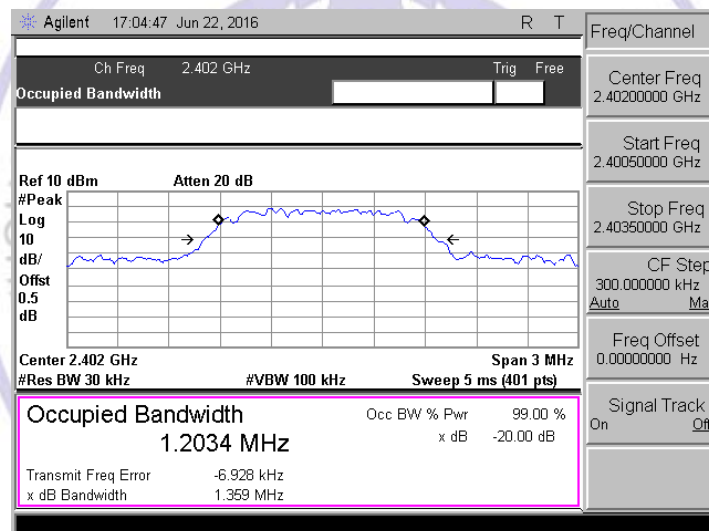 Agilent 17:04:47 Jun 22, 2016 R T
Freq/Channel
Ch Freq 2.402 GHz Trig Free
Occupied Bandwidth
Center Freq
2.40200000 GHz
Start Freq
2.40050000 GHz
Stop Freq
2.40350000 GHz
CF Step
300.000000 kHz
Auto Ma
Freq Offset
0.00000000 Hz
Signal Track
On Off
Ref 10 dBm Atten 20 dB
#Peak
Log
10
dB/
Offst
0.5
dB
Center 2.402 GHz Span 3 MHz
#Res BW 30 kHz #VBW 100 kHz Sweep 5 ms (401 pts)
Occupied Bandwidth Occ BW % Pwr 99.00 %
1.2034 MHz x dB -20.00 dB
Transmit Freq Error -6.928 kHz
x dB Bandwidth 1.359 MHz